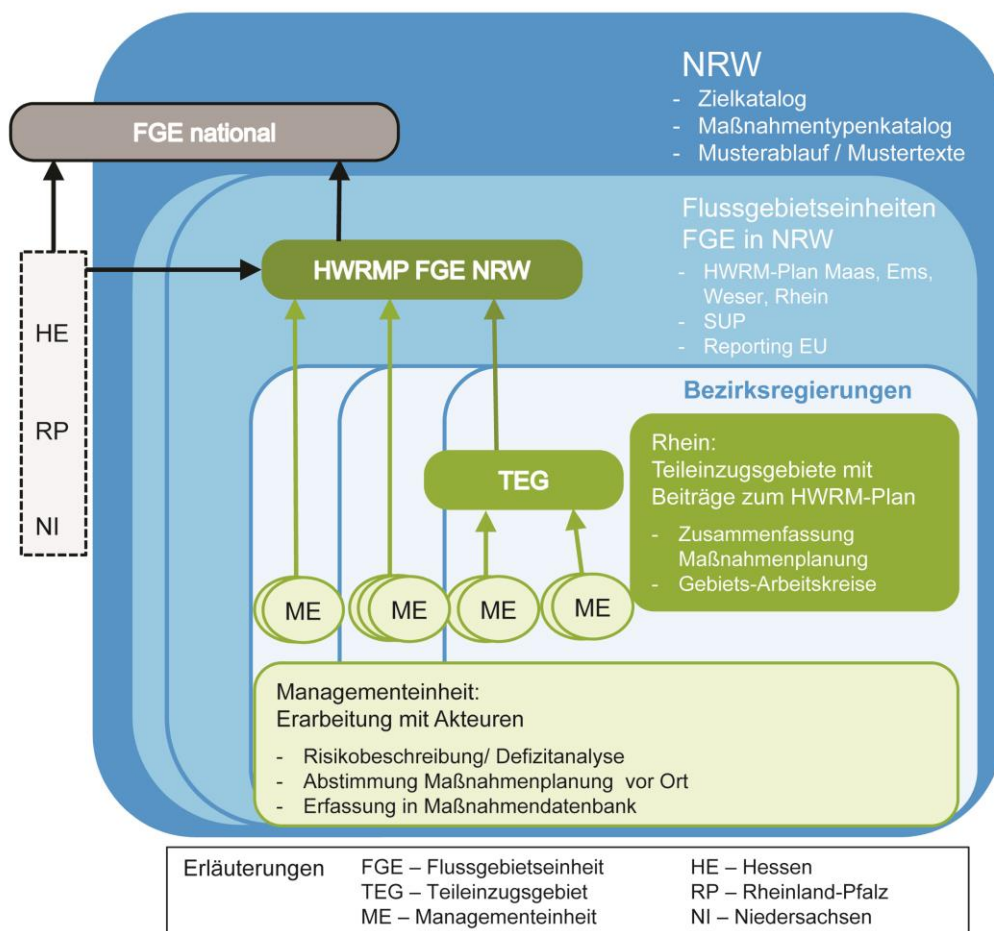 NRW
- Zielkatalog
- Maßnahmentypenkatalog
- Musterablauf / Mustertexte
FGE national
Flussgebietseinheiten
FGE in NRW
- HWRM-Plan Maas, Ems,
Weser, Rhein
- SUP
- Reporting EU
HWRMP FGE NRW
HE
RP
NI
Bezirksregierungen
Rhein:
Teileinzugsgebiete mit
Beiträge zum HWRM-Plan
- Zusammenfassung
Maßnahmenplanung
- Gebiets-Arbeitskreise
TEG
ME
ME
ME
ME
Managementeinheit:
Erarbeitung mit Akteuren
- Risikobeschreibung/ Defizitanalyse
- Abstimmung Maßnahmenplanung vor Ort
- Erfassung in Maßnahmendatenbank
Erläuterungen FGE – Flussgebietseinheit HE – Hessen
TEG – Teileinzugsgebiet RP – Rheinland-Pfalz
ME – Managementeinheit NI – Niedersachsen